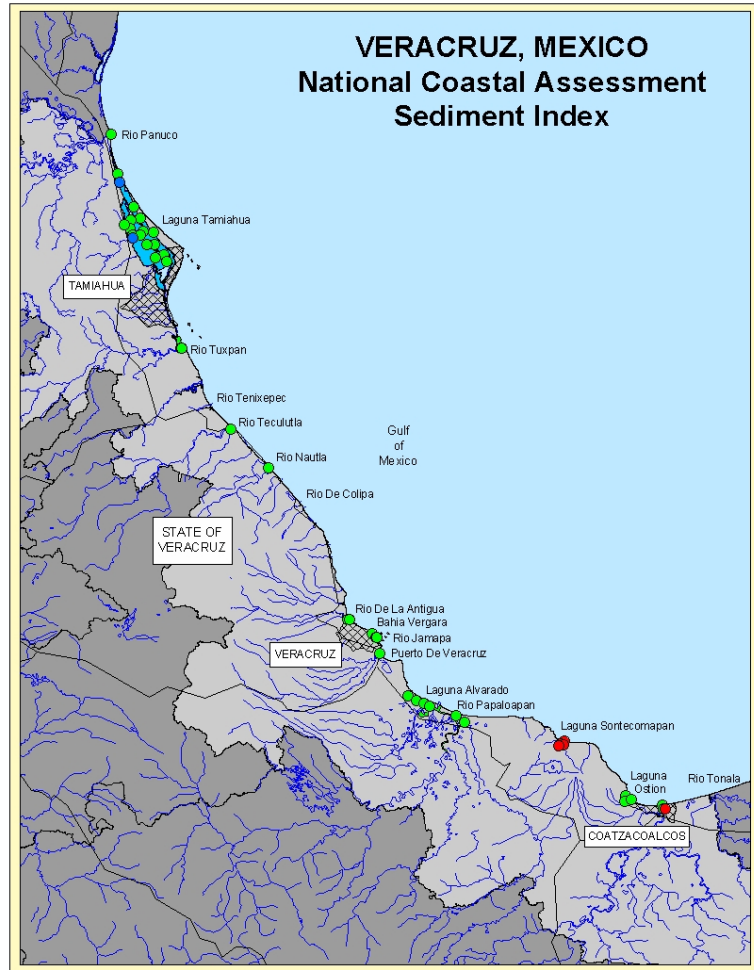 VERACRUZ, MEXICO
National Coastal Assessment
Sediment Index
Rio Panuco
Laguna Tamiahua
TAMIAHUA
Rio Tuxpan
Rio Tenixepec
Rio Teculutla
Gulf
of
Mexico
Rio Nautla
Rio De Colipa
STATE OF
VERACRUZ
Rio De La Antigua
Bahia Vergara
Rio Jamapa
VERACRUZ
Puerto De Veracruz
Laguna Alvarado
Rio Papaloapan
Laguna Sontecomapan
Laguna
Ostion
Rio Tonala
COATZACOALCOS